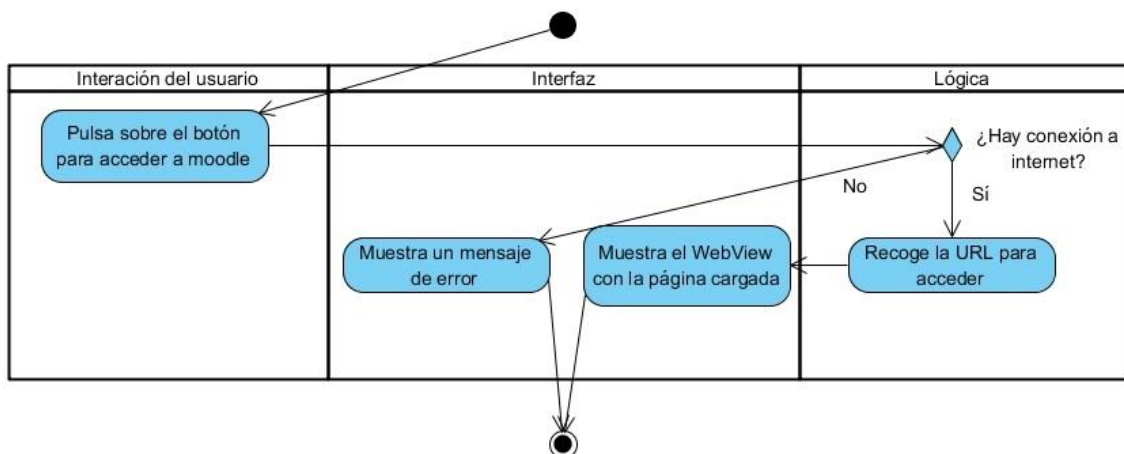 Interación del usuario
Interfaz
Lógica
Pulsa sobre el botón
para acceder a moodle
¿Hay conexión a
internet?
No
Sí
Muestra un mensaje
de error
Muestra el WebView
con la página cargada
Recoge la URL para
acceder